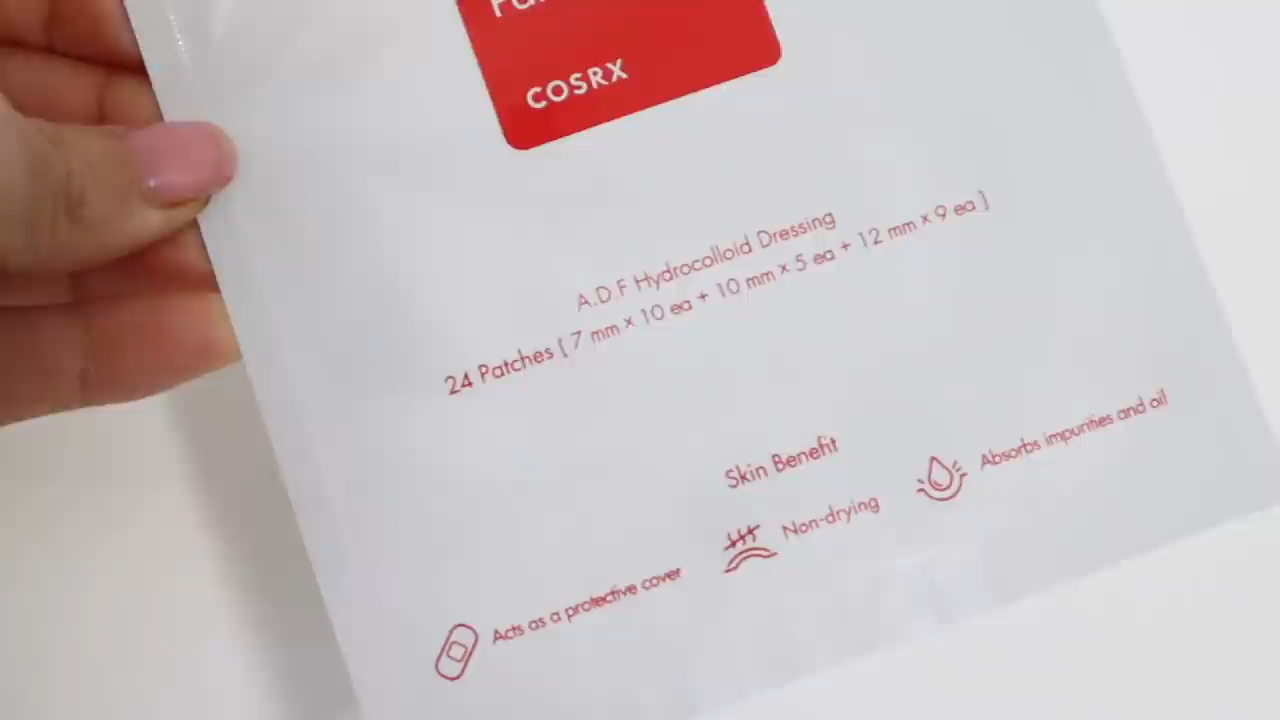 COSRX
A.D.F Hydrocolloid Dressing
24 Patches [ 7 mm x 10 ea + 10 mm x 5 ea + 12 mm x 9 ea ]
Skin Benefit
Acts as a protective cover
Non-drying
Absorbs impurities and oil